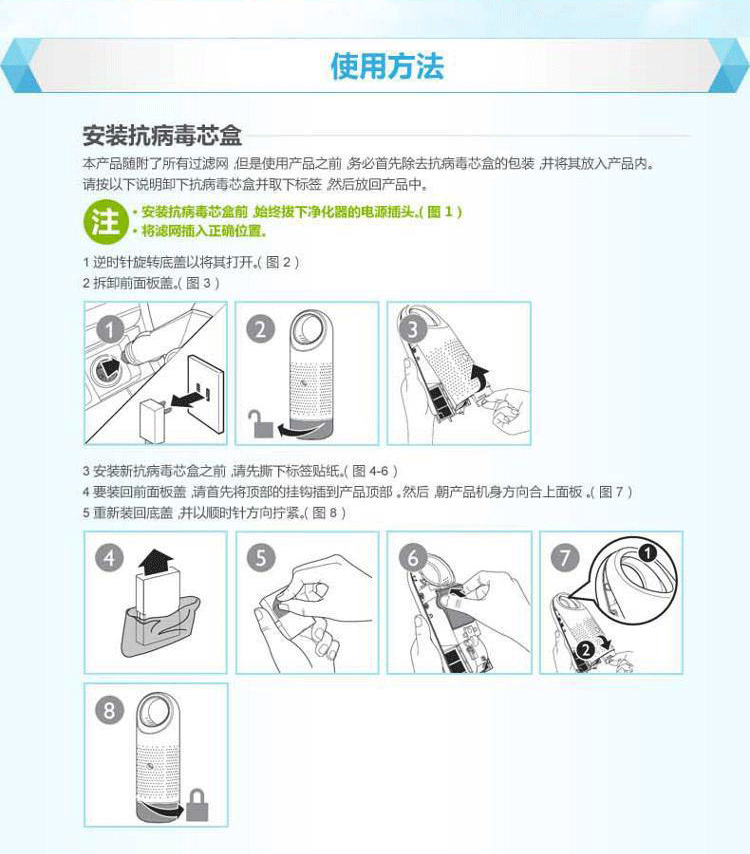 使用方法
安装抗病毒芯盒
本产品随附了所有过滤网，但是使用产品之前，务必首先除去抗病毒芯盒的包装，并将其放入产品内。
请按以下说明卸下抗病毒芯盒并取下标签，然后放回产品中。
注
• 安装抗病毒芯盒前，始终拔下净化器的电源插头。（图 1）
• 将滤网插入正确位置。
1 逆时针旋转底盖以将其打开。（图 2）
2 拆卸前面板盖。（图 3）
1 2 3
3 安装新抗病毒芯盒之前，请先撕下标签贴纸。（图 4-6）
4 要装回前面板盖，请首先将顶部的挂钩插到产品顶部。然后，朝产品机身方向合上面板。（图 7）
5 重新装回底盖，并以顺时针方向拧紧。（图 8）
4 5 6 7 1
2
8